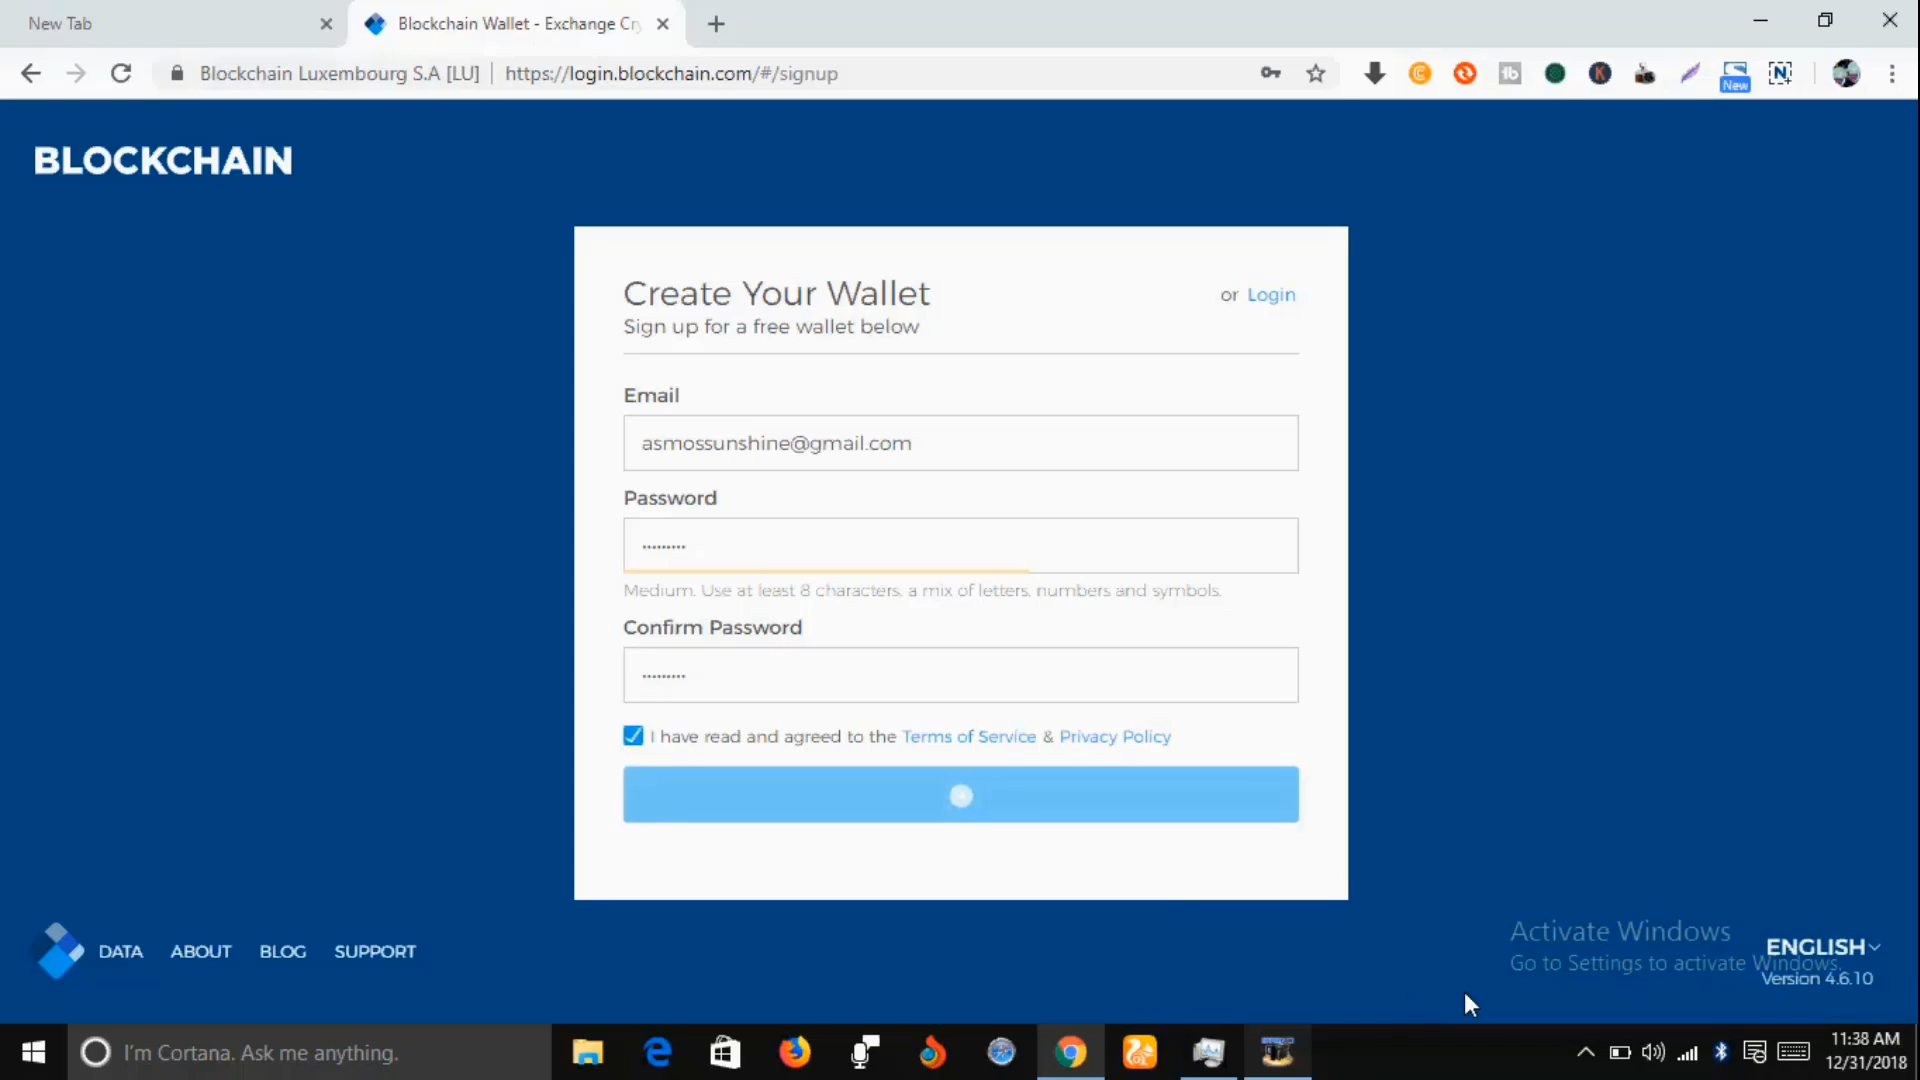 New Tab
Blockchain Wallet - Exchange Cry
Blockchain Luxembourg S.A [LU]
https://login.blockchain.com/#/signup
New
BLOCKCHAIN
Create Your Wallet
or Login
Sign up for a free wallet below
Email
asmossunshine@gmail.com
Password
Medium. Use at least 8 characters, a mix of letters, numbers and symbols.
Confirm Password
I have read and agreed to the Terms of Service & Privacy Policy
DATA ABOUT BLOG SUPPORT
Activate Windows
Go to Settings to activate Windows.
ENGLISH
Version 4.6.10
I'm Cortana. Ask me anything.
11:38 AM
12/31/2018